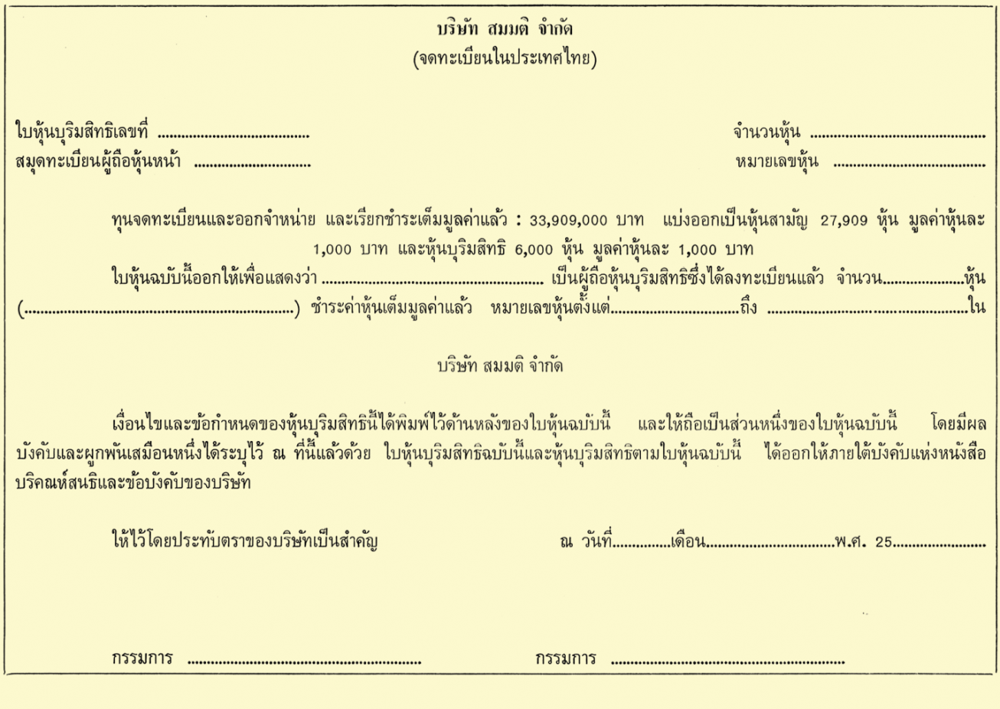 บริษัท สมมติ จำกัด
(จดทะเบียนในประเทศไทย)
ใบหุ้นบุริมสิทธิเลขที่ ...................................... จำนวนหุ้น ............................................
สมุดทะเบียนผู้ถือหุ้นหน้า ............................. หมายเลขหุ้น ......................................
ทุนจดทะเบียนและออกจำหน่าย และเรียกชำระเต็มมูลค่าแล้ว : 33,909,000 บาท แบ่งออกเป็นหุ้นสามัญ 27,909 หุ้น มูลค่าหุ้นละ
1,000 บาท และหุ้นบุริมสิทธิ 6,000 หุ้น มูลค่าหุ้นละ 1,000 บาท
ใบหุ้นฉบับนี้ออกให้เพื่อแสดงว่า ........................................................ เป็นผู้ถือหุ้นบุริมสิทธิซึ่งได้ลงทะเบียนแล้ว จำนวน.....................หุ้น
(....................................................................) ชำระค่าหุ้นเต็มมูลค่าแล้ว หมายเลขหุ้นตั้งแต่................................ถึง ..................................................ใน
บริษัท สมมติ จำกัด
เงื่อนไขและข้อกำหนดของหุ้นบุริมสิทธินี้ได้พิมพ์ไว้ด้านหลังของใบหุ้นฉบับนี้ และให้ถือเป็นส่วนหนึ่งของใบหุ้นฉบับนี้ โดยมีผล
บังคับและผูกพันเสมือนหนึ่งได้ระบุไว้ ณ ที่นี้แล้วด้วย ใบหุ้นบุริมสิทธิฉบับนี้และหุ้นบุริมสิทธิตามใบหุ้นฉบับนี้ ได้ออกให้ภายใต้บังคับแห่งหนังสือ
บริคณห์สนธิและข้อบังคับของบริษัท
ให้ไว้โดยประทับตราของบริษัทเป็นสำคัญ ณ วันที่...............เดือน................................พ.ศ. 25........................
กรรมการ ........................................................... กรรมการ ...........................................................